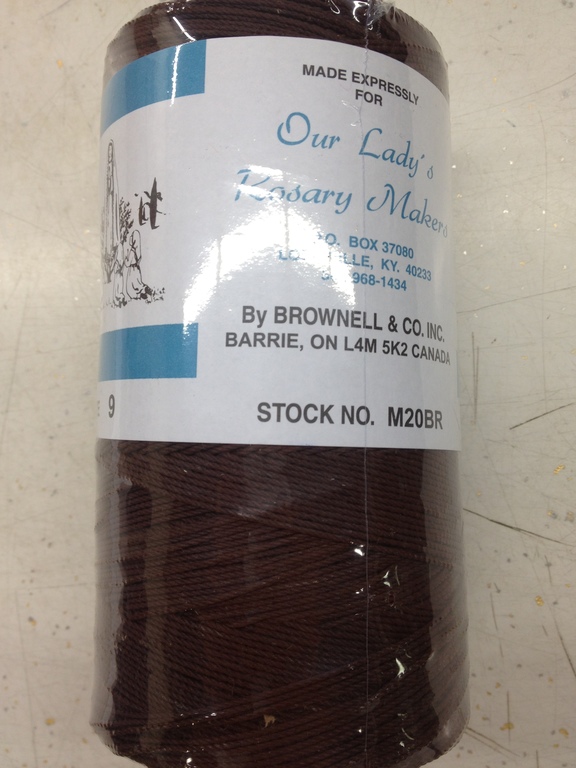 MADE EXPRESSLY
FOR
Our Lady's
Rosary Makers
O. BOX 37080
KY. 40233
968-1434
By BROWNELL & CO. INC.
BARRIE, ON L4M 5K2 CANADA
9
STOCK NO. M20BR